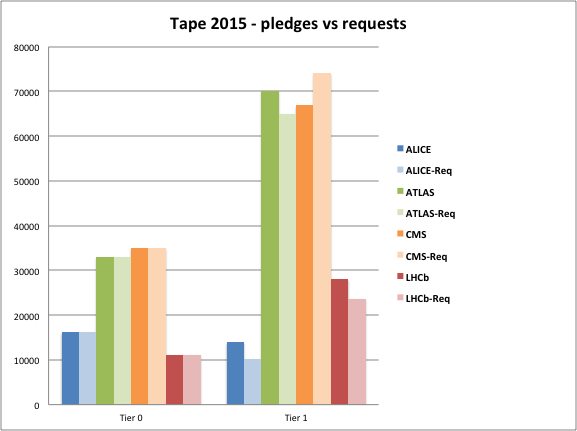 Tape 2015 - pledges vs requests
80000
70000
60000
50000
40000
30000
20000
10000
0
Tier 0
Tier 1
ALICE
ALICE-Req
ATLAS
ATLAS-Req
CMS
CMS-Req
LHCb
LHCb-Req